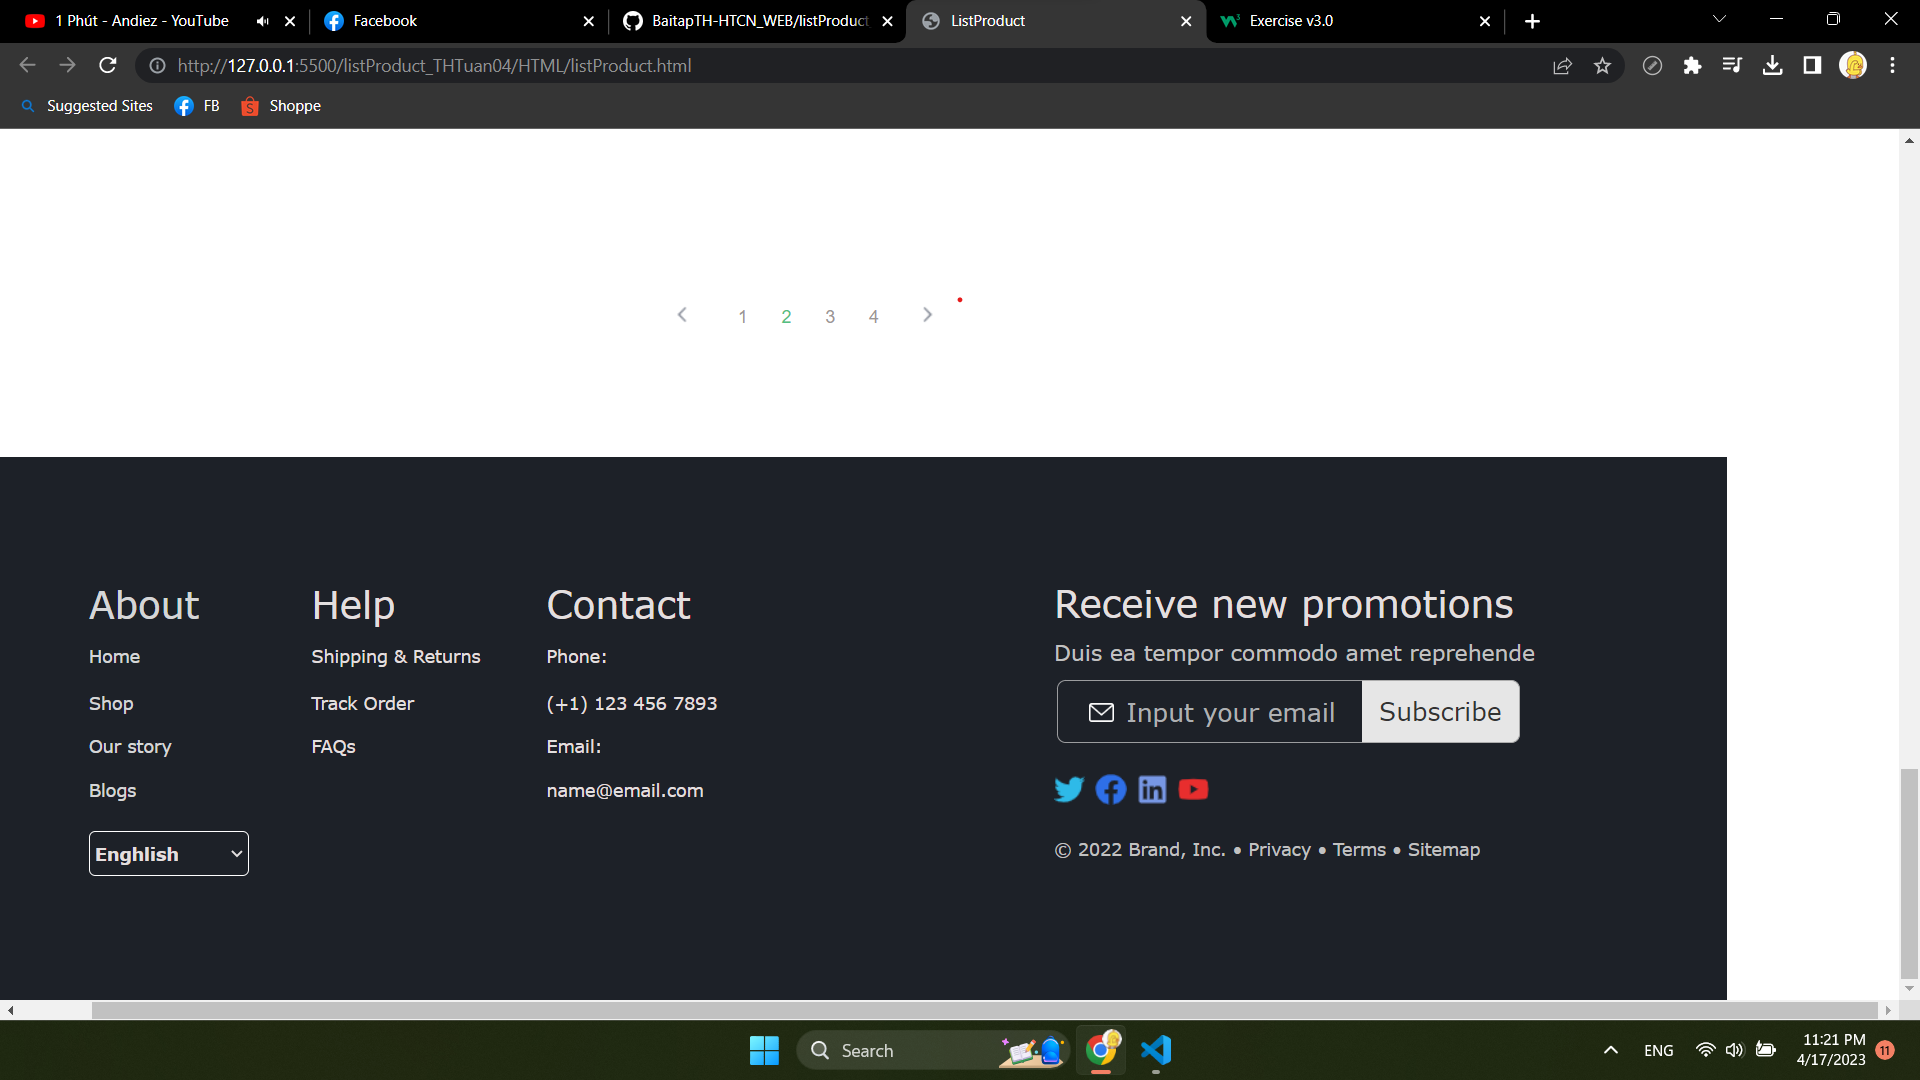 1 Phút - Andiez - YouTube
Facebook
BaitapTH-HTCN_WEB/listProduct
ListProduct
Exercise v3.0
http://127.0.0.1:5500/listProduct_THTuan04/HTML/listProduct.html
Suggested Sites
FB
Shoppe
1 2 3 4
About
Help
Contact
Receive new promotions
Home
Shipping & Returns
Phone:
Duis ea tempor commodo amet reprehende
Shop
Track Order
(+1) 123 456 7893
Input your email
Subscribe
Our story
FAQs
Email:
Blogs
name@email.com
Enghlish
© 2022 Brand, Inc. • Privacy • Terms • Sitemap
Search
ENG
11:21 PM
4/17/2023
11